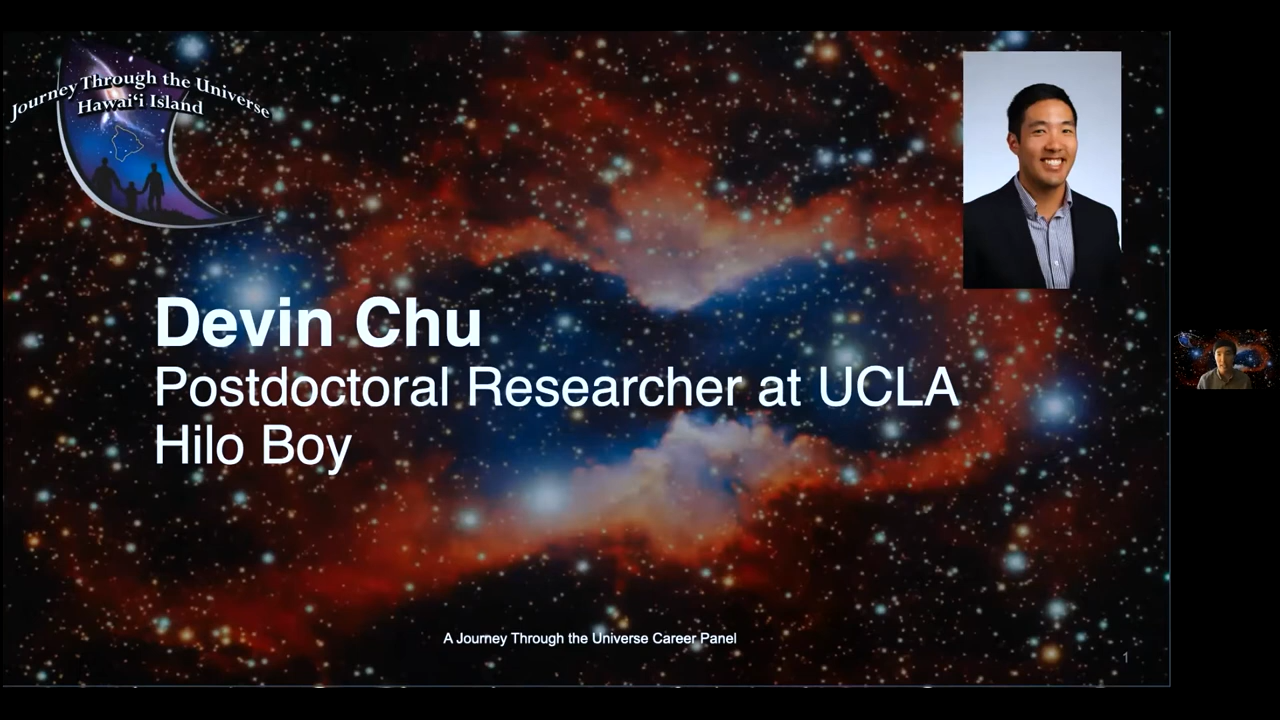 Journey Through the Universe
Hawai‘i Island
Devin Chu
Postdoctoral Researcher at UCLA
Hilo Boy
A Journey Through the Universe Career Panel
1